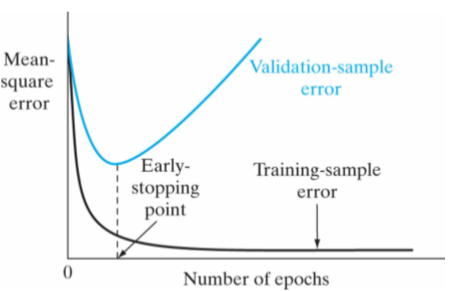 Mean-
square
error
Validation-sample
error
Early-
stopping
point
Training-sample
error
0
Number of epochs